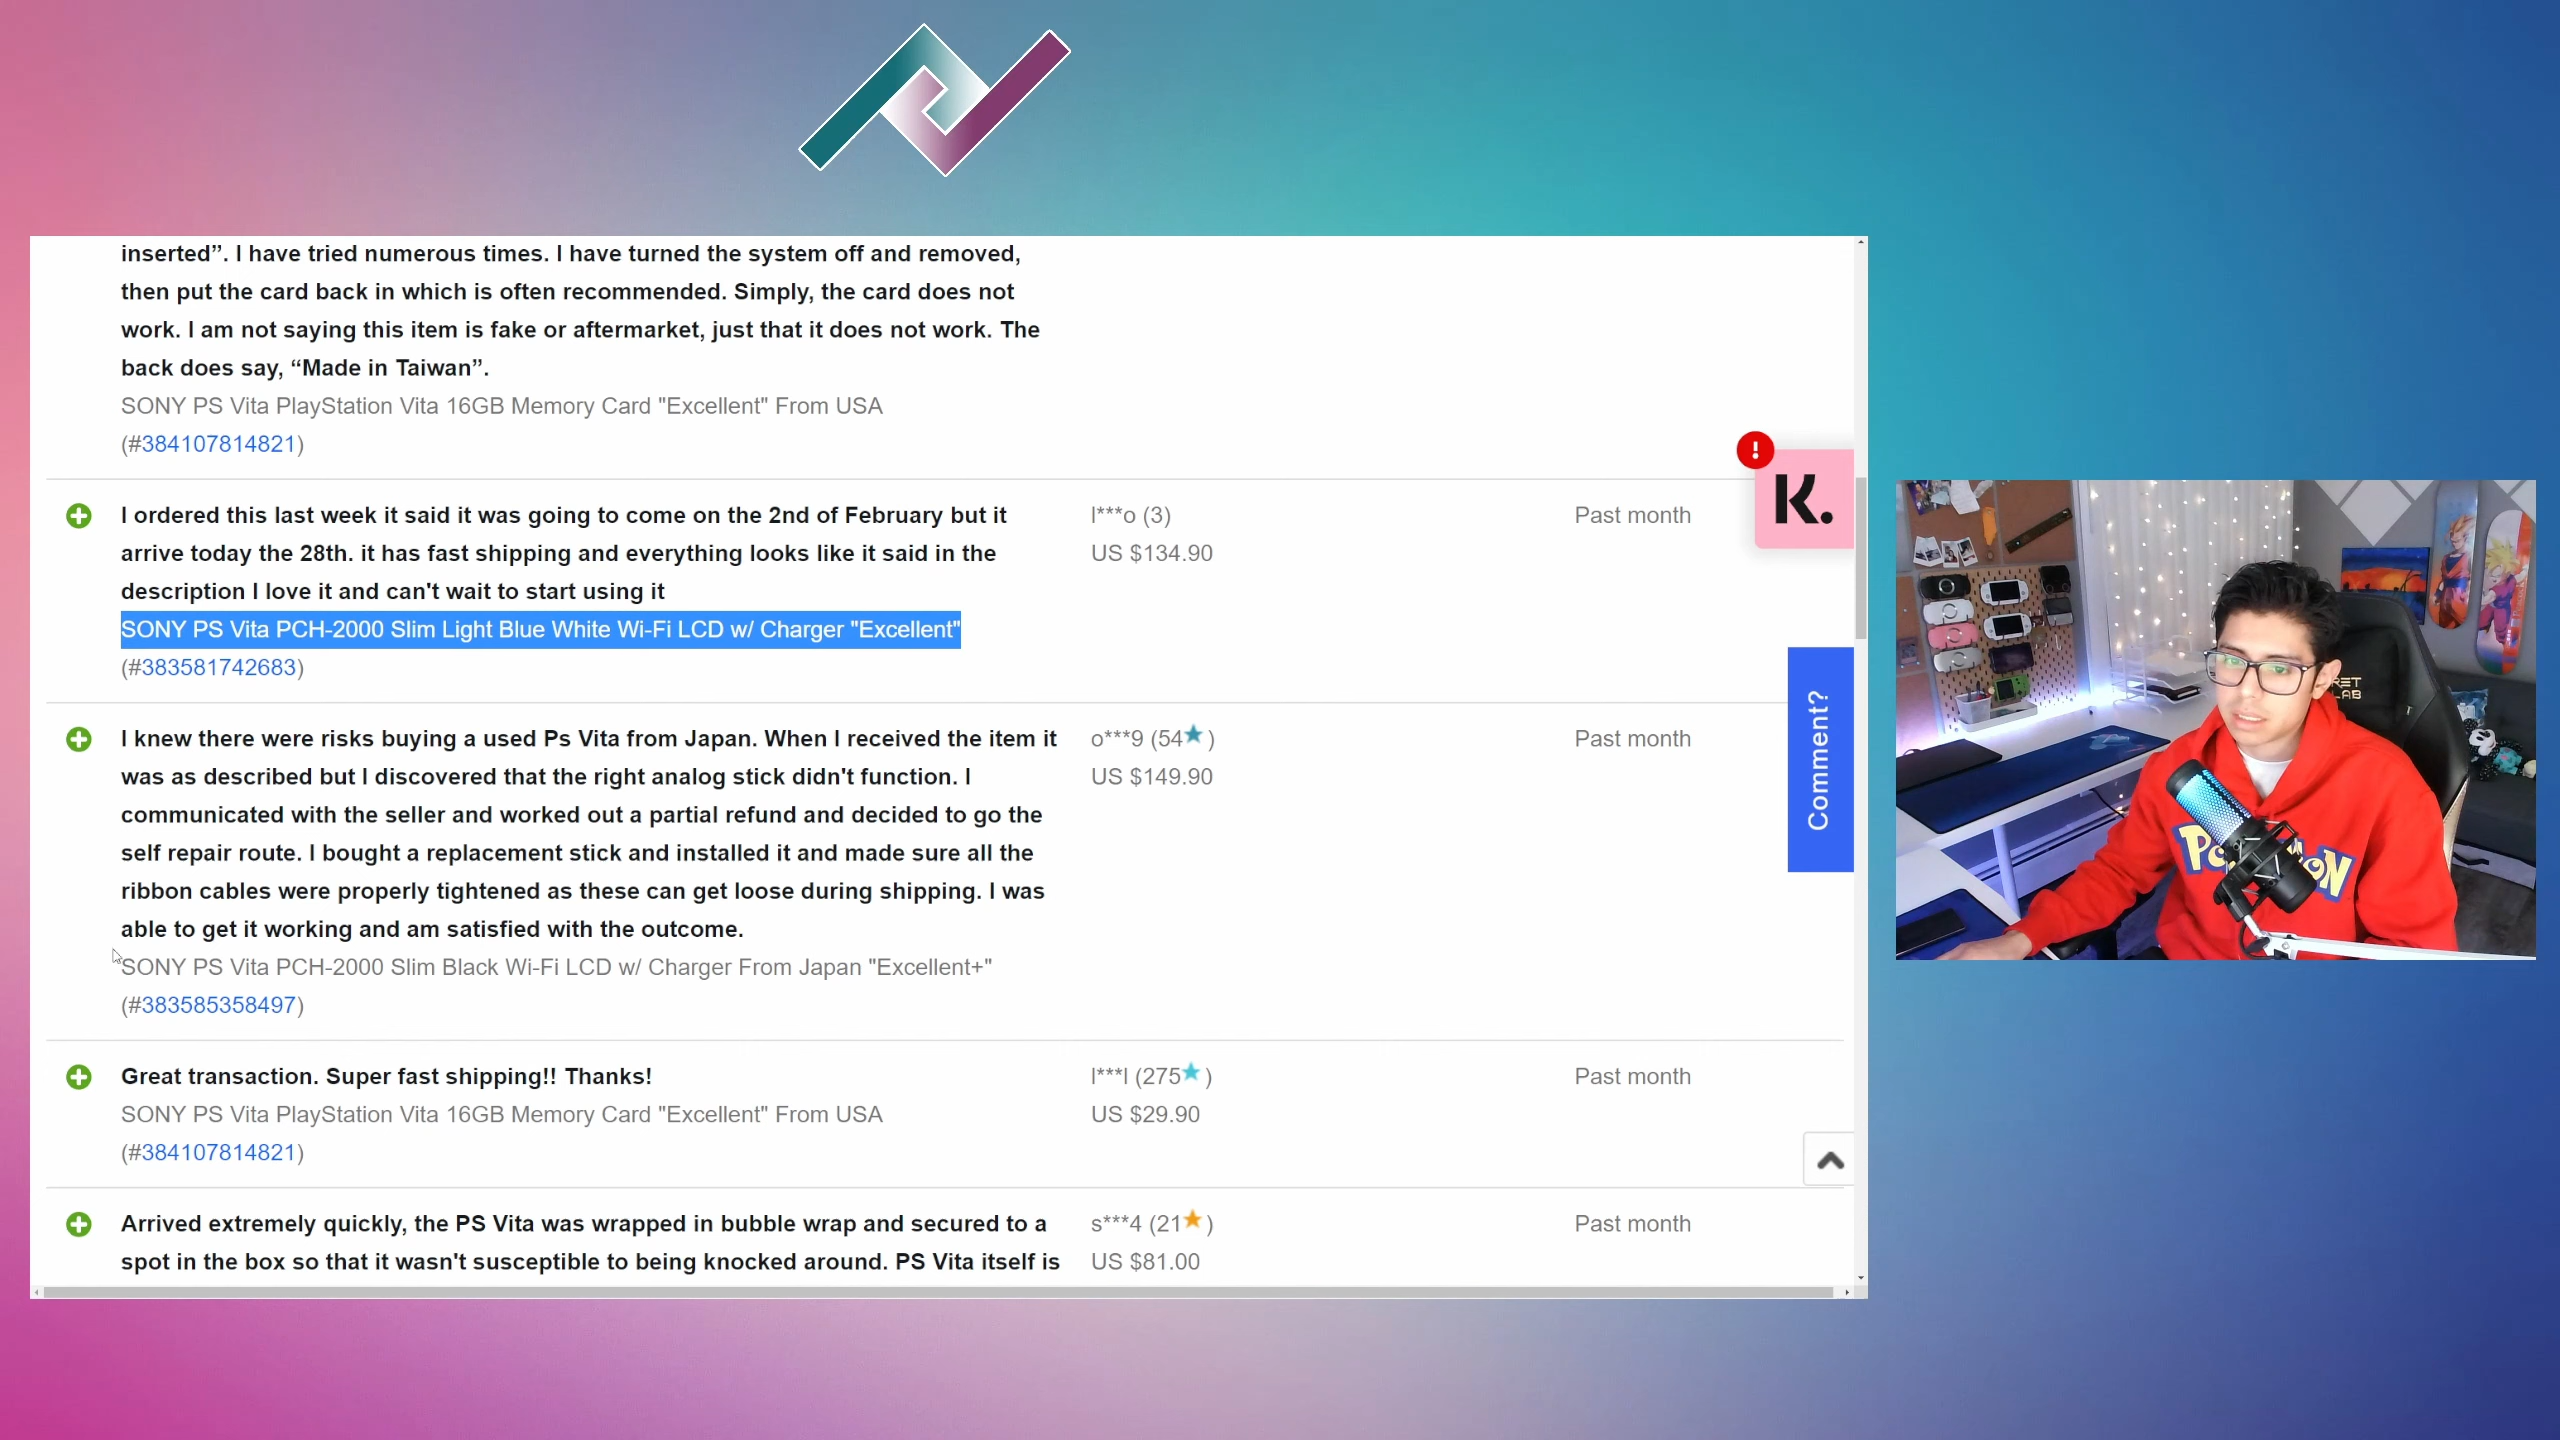 inserted”. I have tried numerous times. I have turned the system off and removed,
then put the card back in which is often recommended. Simply, the card does not
work. I am not saying this item is fake or aftermarket, just that it does not work. The
back does say, “Made in Taiwan”.
SONY PS Vita PlayStation Vita 16GB Memory Card "Excellent" From USA
(#384107814821)
K.
I ordered this last week it said it was going to come on the 2nd of February but it
arrive today the 28th. it has fast shipping and everything looks like it said in the
description I love it and can't wait to start using it
SONY PS Vita PCH-2000 Slim Light Blue White Wi-Fi LCD w/ Charger "Excellent"
(#383581742683)
l***o (3)
US $134.90
Past month
Comment?
I knew there were risks buying a used Ps Vita from Japan. When I received the item it
was as described but I discovered that the right analog stick didn't function. I
communicated with the seller and worked out a partial refund and decided to go the
self repair route. I bought a replacement stick and installed it and made sure all the
ribbon cables were properly tightened as these can get loose during shipping. I was
able to get it working and am satisfied with the outcome.
SONY PS Vita PCH-2000 Slim Black Wi-Fi LCD w/ Charger From Japan "Excellent+"
(#383585358497)
o***9 (54)
US $149.90
Past month
Great transaction. Super fast shipping!! Thanks!
SONY PS Vita PlayStation Vita 16GB Memory Card "Excellent" From USA
(#384107814821)
l***l (275)
US $29.90
Past month
Arrived extremely quickly, the PS Vita was wrapped in bubble wrap and secured to a
spot in the box so that it wasn't susceptible to being knocked around. PS Vita itself is
s***4 (21)
US $81.00
Past month